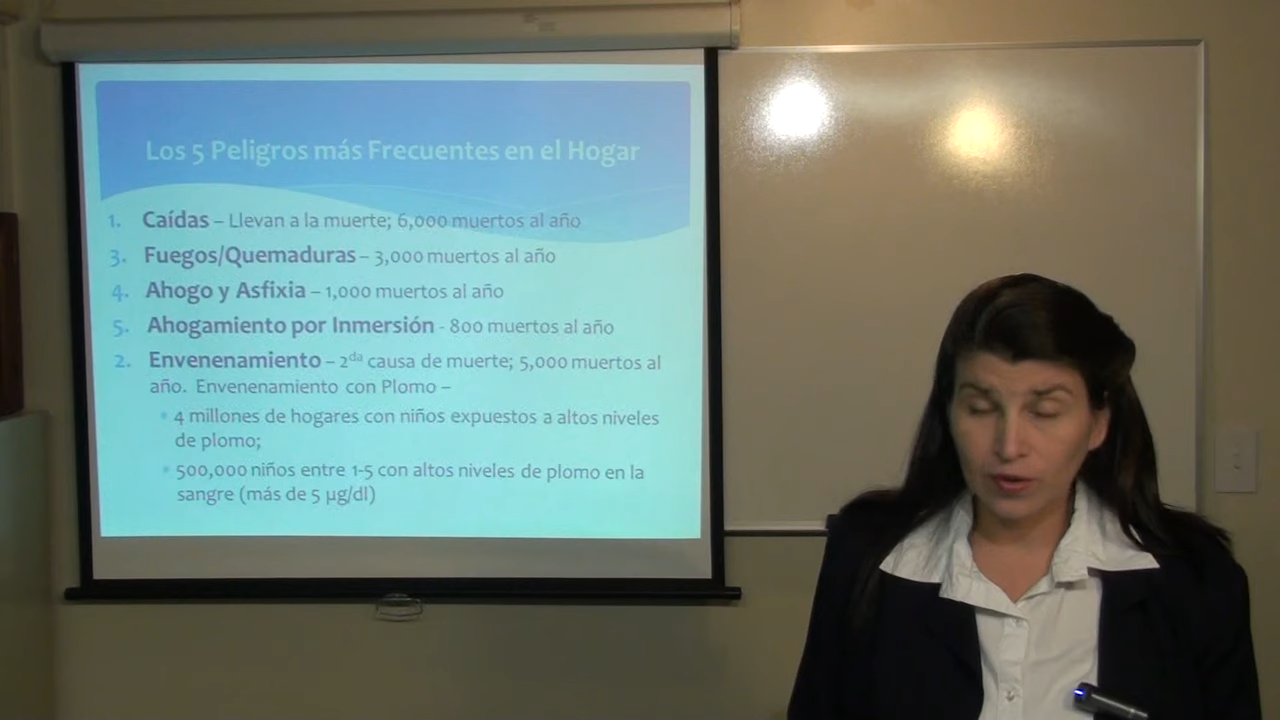 Los 5 Peligros más Frecuentes en el Hogar
1. Caídas – Llevan a la muerte; 6,000 muertos al año
3. Fuegos/Quemaduras – 3,000 muertos al año
4. Ahogo y Asfixia – 1,000 muertos al año
5. Ahogamiento por Inmersión - 800 muertos al año
2. Envenenamiento – 2da causa de muerte; 5,000 muertos al
año. Envenenamiento con Plomo –
4 millones de hogares con niños expuestos a altos niveles
de plomo;
500,000 niños entre 1-5 con altos niveles de plomo en la
sangre (más de 5 µg/dl)